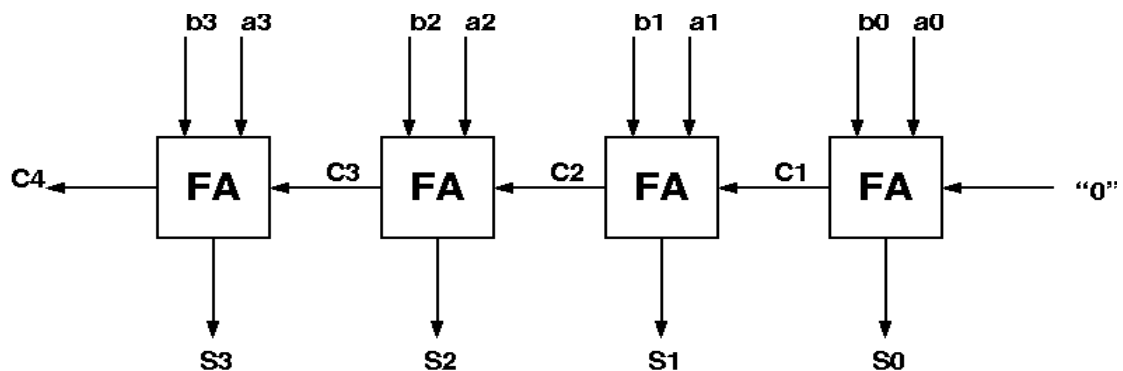 b3 a3 b2 a2 b1 a1 b0 a0
C4 FA C3 FA C2 FA C1 FA “0”
S3 S2 S1 S0